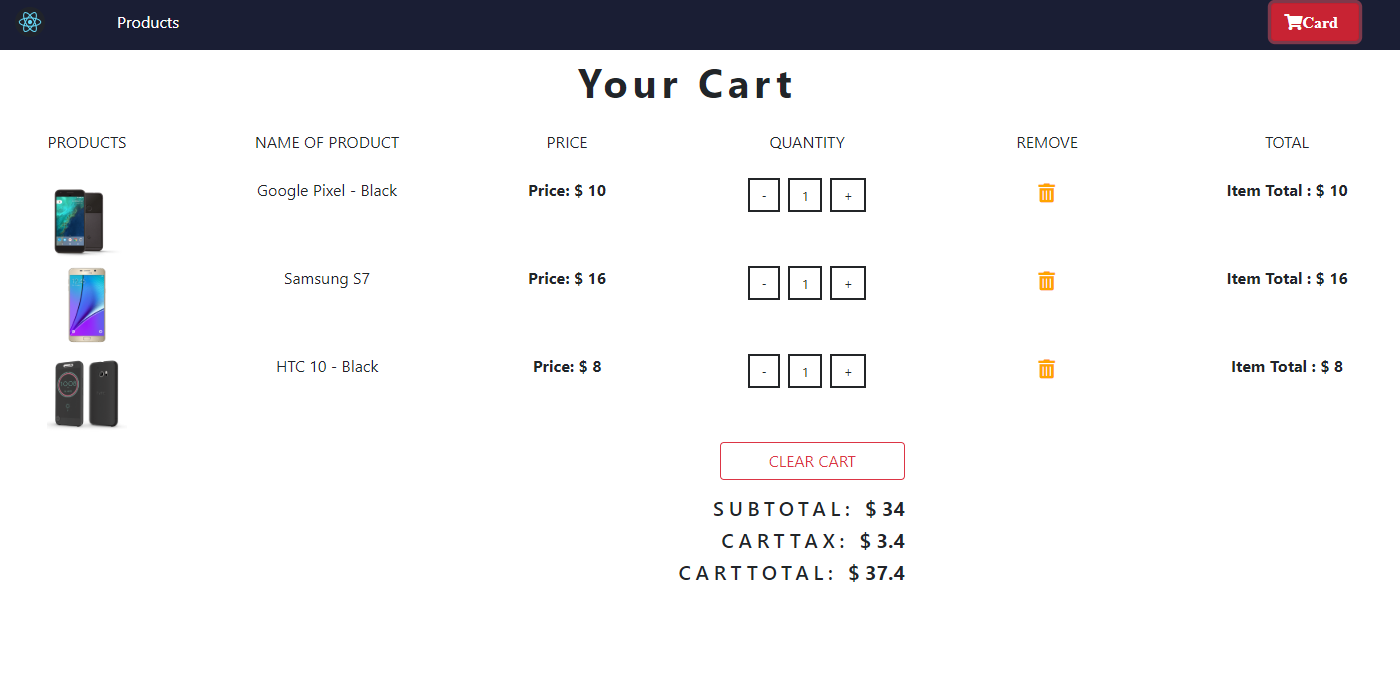 Products Card
Your Cart
PRODUCTS NAME OF PRODUCT PRICE QUANTITY REMOVE TOTAL
Google Pixel - Black Price: $ 10 - 1 + Item Total : $ 10
Samsung S7 Price: $ 16 - 1 + Item Total : $ 16
HTC 10 - Black Price: $ 8 - 1 + Item Total : $ 8
CLEAR CART
SUBTOTAL: $ 34
CARTTAX: $ 3.4
CARTTOTAL: $ 37.4